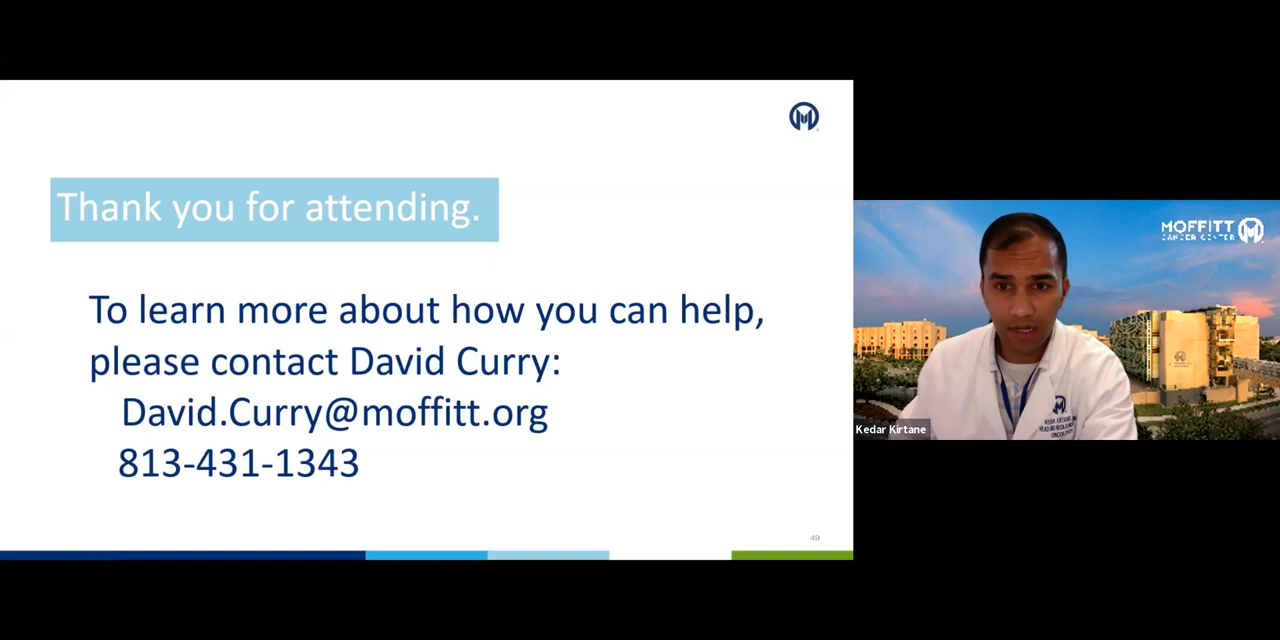 Thank you for attending.
To learn more about how you can help,
please contact David Curry:
David.Curry@moffitt.org
813-431-1343
49
MOFFITT
CANCER CENTER
Kedar Kirtane
ONCOLOGY